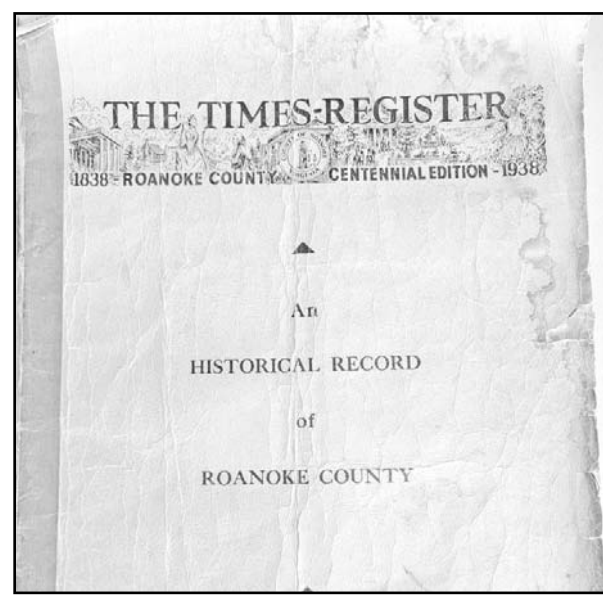 THE TIMES-REGISTER
1838 - ROANOKE COUNTY CENTENNIAL EDITION - 1938
An
HISTORICAL RECORD
of
ROANOKE COUNTY